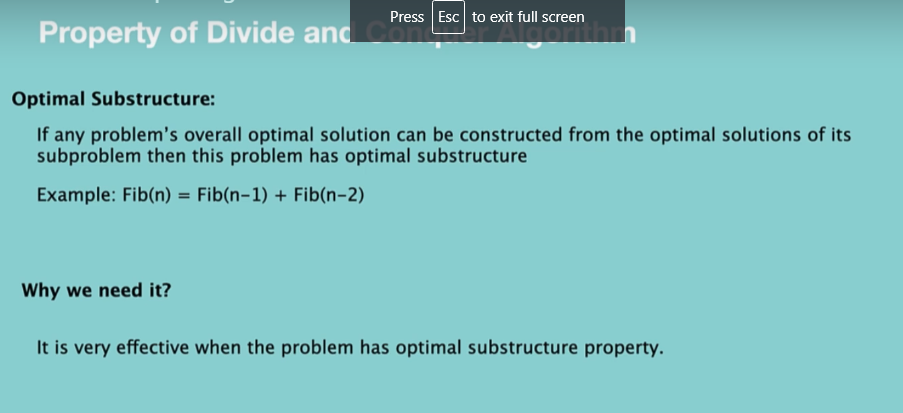 Press Esc to exit full screen
Property of Divide and Conquer Algorithm
Optimal Substructure:
If any problem's overall optimal solution can be constructed from the optimal solutions of its
subproblem then this problem has optimal substructure
Example: Fib(n) = Fib(n-1) + Fib(n-2)
Why we need it?
It is very effective when the problem has optimal substructure property.